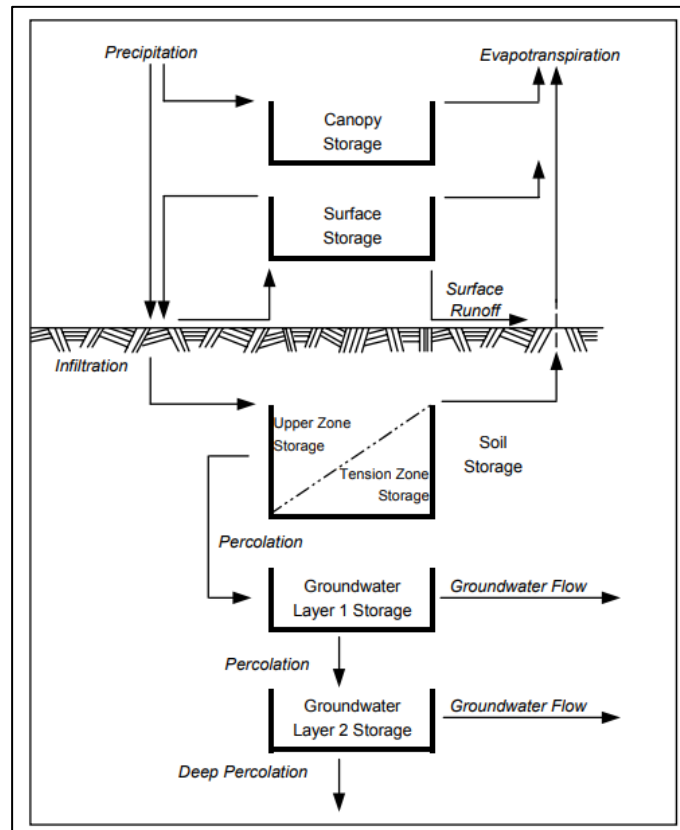 Precipitation
Evapotranspiration
Canopy
Storage
Surface
Storage
Surface
Runoff
Infiltration
Upper Zone
Storage
Tension Zone
Storage
Soil
Storage
Percolation
Groundwater
Layer 1 Storage
Groundwater Flow
Percolation
Groundwater
Layer 2 Storage
Groundwater Flow
Deep Percolation